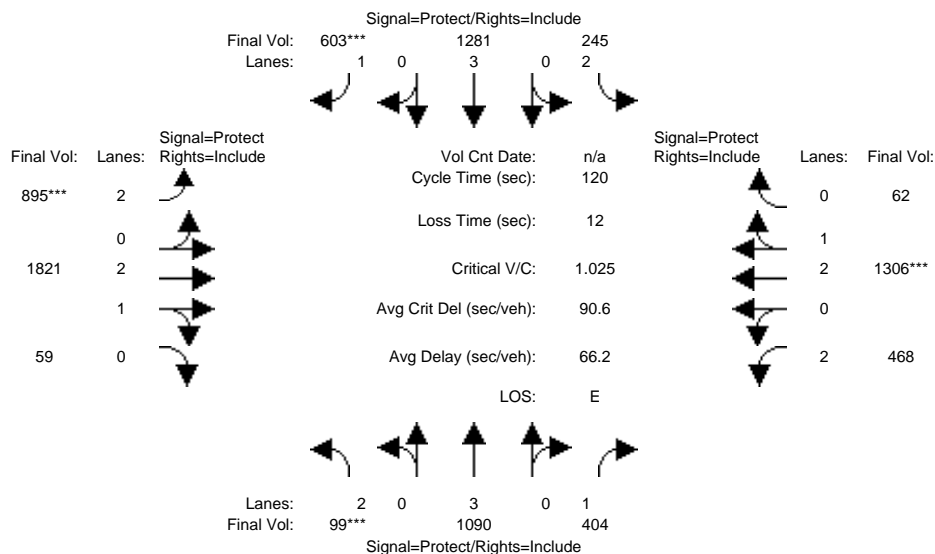 Signal=Protect/Rights=Include
Final Vol: 603*** 1281 245
Lanes: 1 0 3 0 2
Signal=Protect
Final Vol: Lanes: Rights=Include
Vol Cnt Date: n/a
Signal=Protect
Rights=Include Lanes: Final Vol:
Cycle Time (sec): 120
895*** 2
0 62
Loss Time (sec): 12
0
1
1821 2
Critical V/C: 1.025
2 1306***
1
Avg Crit Del (sec/veh): 90.6
0
59 0
Avg Delay (sec/veh): 66.2
2 468
LOS: E
Lanes: 2 0 3 0 1
Final Vol: 99*** 1090 404
Signal=Protect/Rights=Include